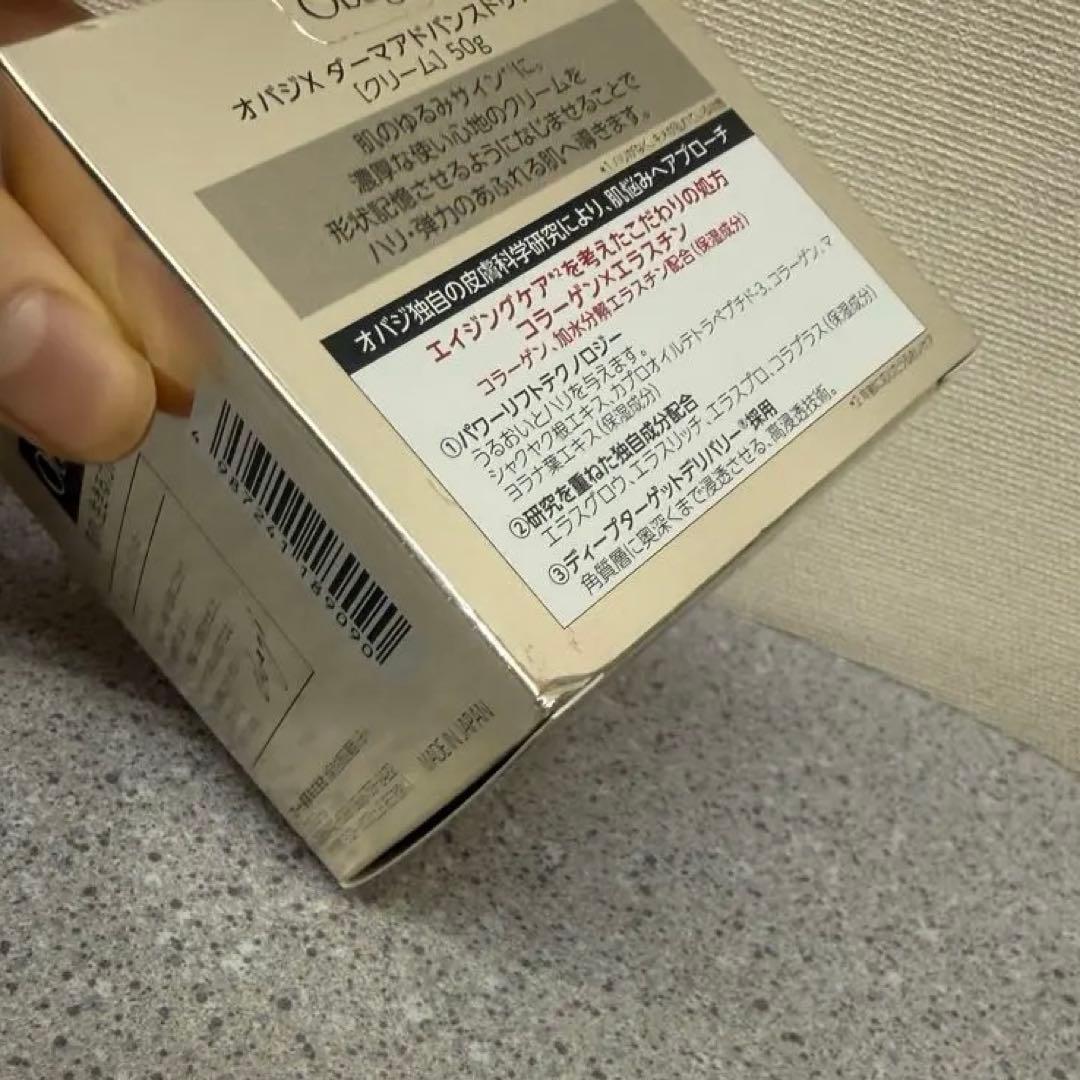 オバジX ダーマアドバンスド
[クリーム] 50g
肌のゆるみサイン*1に。
濃厚な使い心地のクリームを
形状記憶させるようになじませることで
ハリ・弾力のあふれる肌へ導きます。
オバジ独自の皮膚科学研究により、肌悩みへアプローチ
エイジングケア*2を考えたこだわりの処方
コラーゲン×エラスチン
コラーゲン、加水分解エラスチン配合(保湿成分)
①パワーリフトテクノロジー
うるおいとハリを与えます。
シャクヤク根エキス、カプロオイルテトラペプチド-3、コラーゲン、マ
ヨラナ葉エキス(保湿成分)
②研究を重ねた独自成分配合
エラスグロウ、エラスリッチ、エラスプロ、コラプラス(保湿成分)
③ディープターゲットデリバリー®採用
角質層に奥深くまで浸透させる、高浸透技術。
4 987241 189090
MADE IN JAPAN